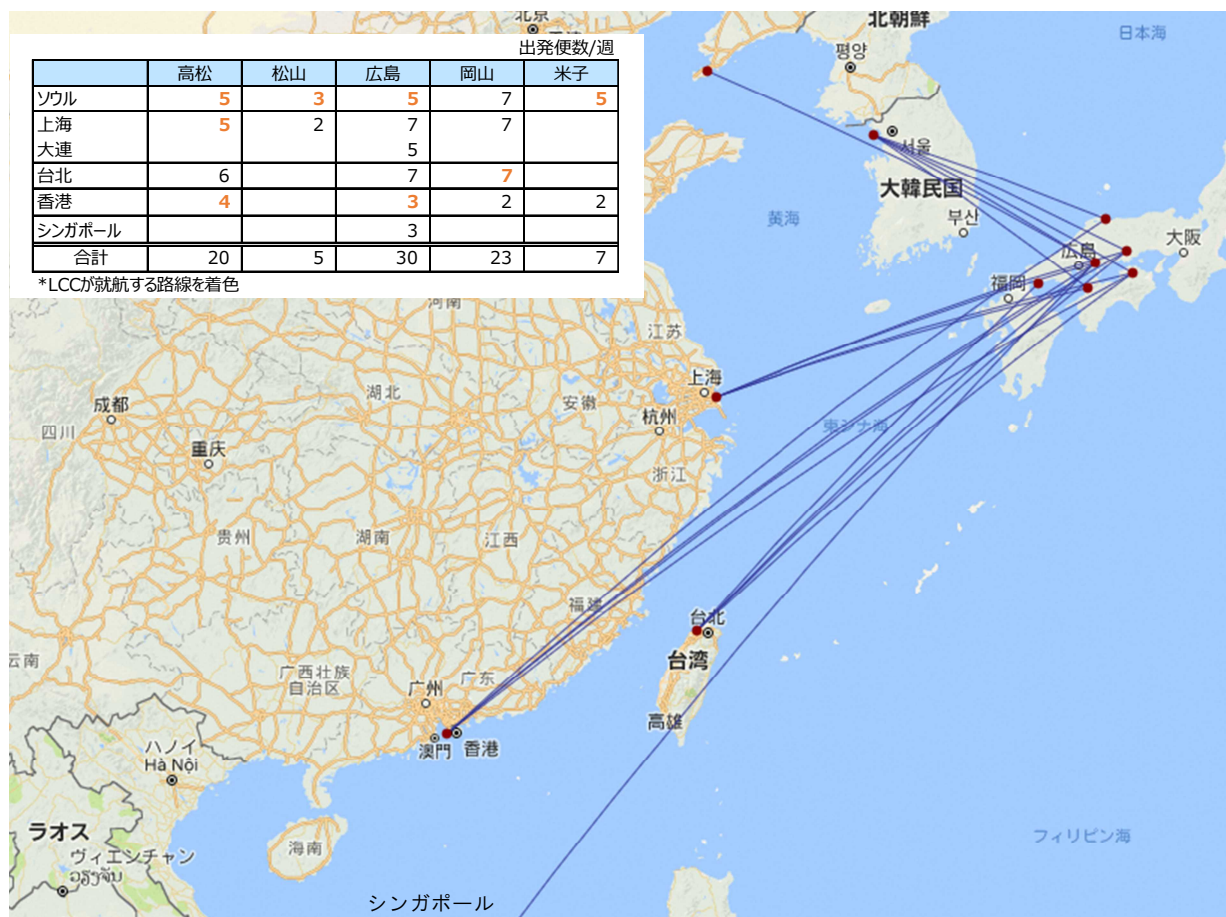 北京
北朝鮮
日本海
出発便数/週
高松 松山 広島 岡山 米子
ソウル 5 3 5 7 5
上海 5 2 7 7
大連 5
台北 6 7 7
香港 4 3 2 2
シンガポール 3
合計 20 5 30 23 7
*LCCが就航する路線を着色
평양
서울
大韓民国
부산
黄海
大阪
広島
福岡
河南
江苏
上海
湖北
安徽
成都
杭州
四川
東シナ海
重庆
浙江
贵州
湖南
江西
福建
台北
云南
台湾
广西壮族
自治区
广东
广州
高雄
澳門
香港
ハノイ
Hà Nội
ラオス
フィリピン海
海南
ヴィエンチャン
シンガポール